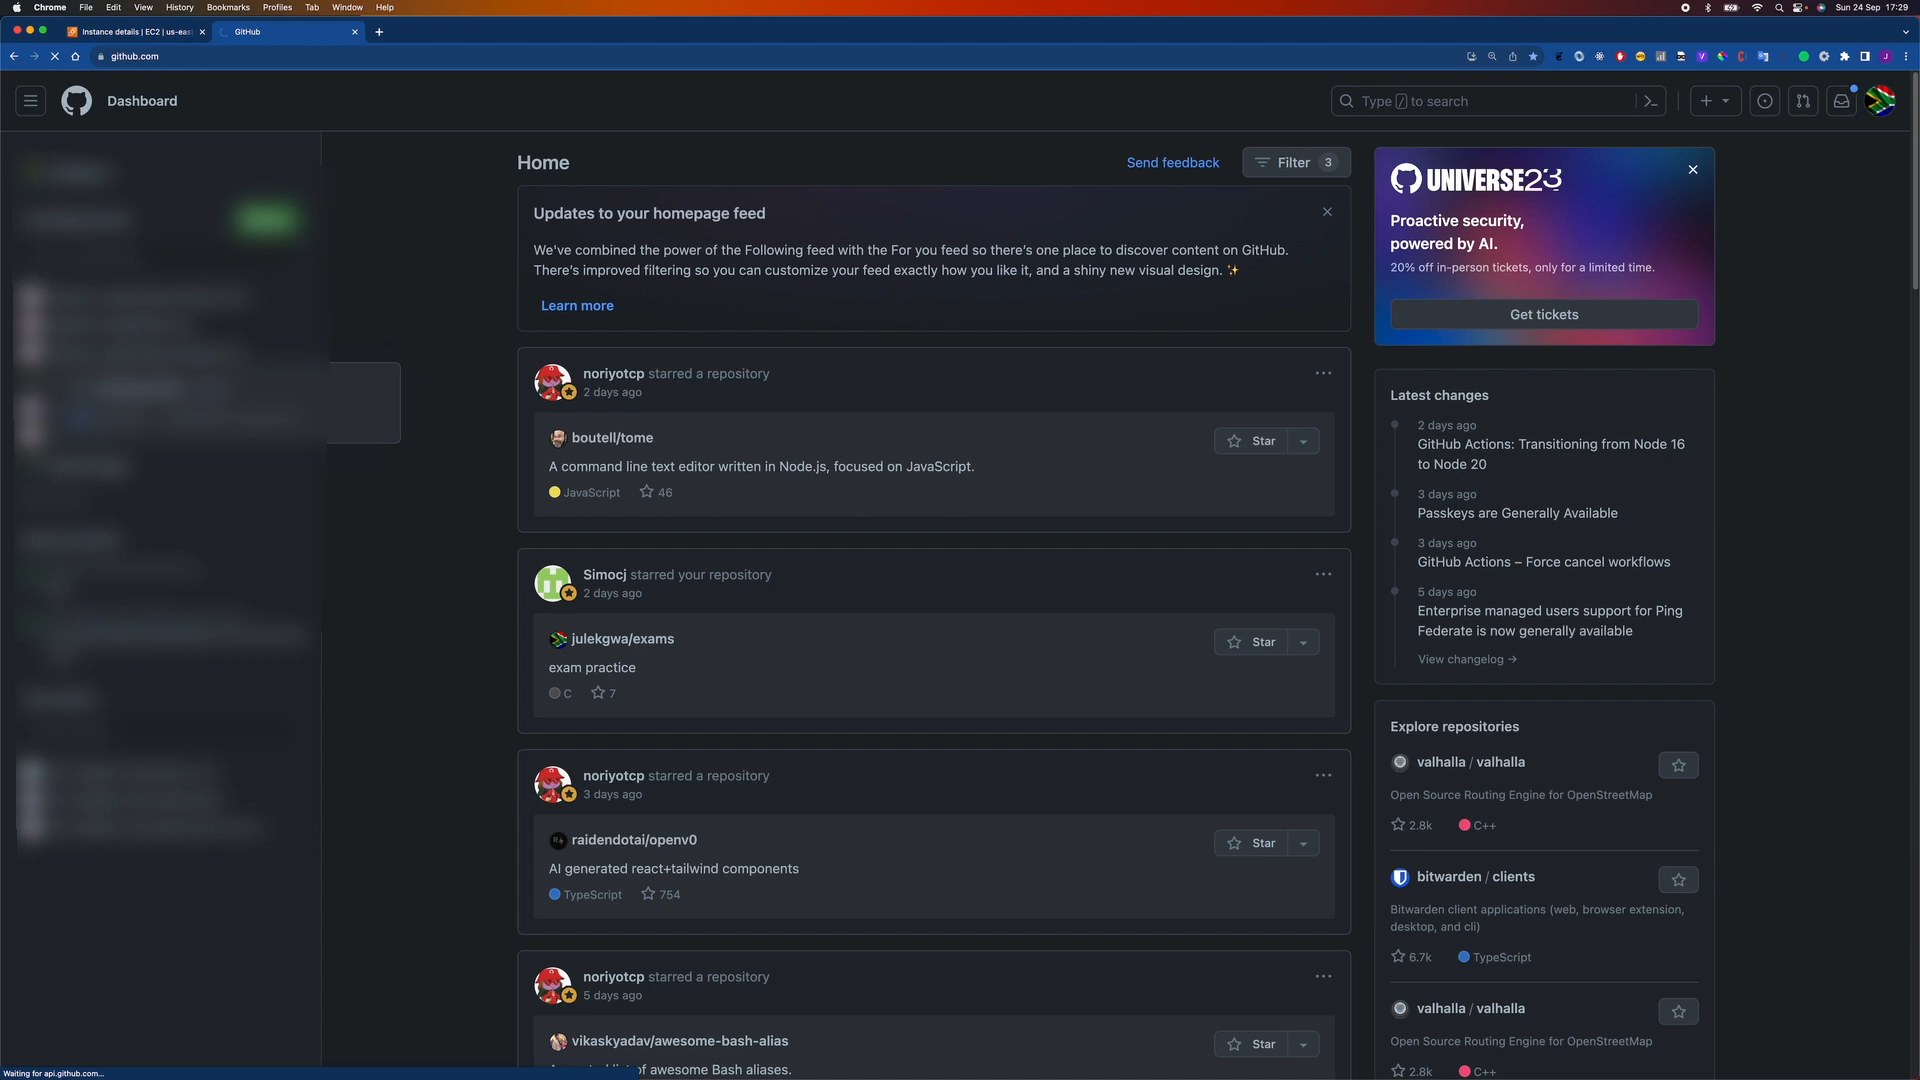 Chrome File Edit View History Bookmarks Profiles Tab Window Help
Sun 24 Sep 17:29
Instance details | EC2 | us-eas
GitHub
github.com
Dashboard
Type / to search
Home
Send feedback
Filter 3
Updates to your homepage feed
We've combined the power of the Following feed with the For you feed so there's one place to discover content on GitHub.
There's improved filtering so you can customize your feed exactly how you like it, and a shiny new visual design. ✨
Learn more
noriyotcp starred a repository
2 days ago
boutell/tome
Star
A command line text editor written in Node.js, focused on JavaScript.
JavaScript
46
Simocj starred your repository
2 days ago
julekgwa/exams
Star
exam practice
C
7
noriyotcp starred a repository
3 days ago
raidendotai/openv0
Star
AI generated react+tailwind components
TypeScript
754
noriyotcp starred a repository
5 days ago
vikaskyadav/awesome-bash-alias
Star
of awesome Bash aliases.
UNIVERSE23
Proactive security,
powered by AI.
20% off in-person tickets, only for a limited time.
Get tickets
Latest changes
2 days ago
GitHub Actions: Transitioning from Node 16
to Node 20
3 days ago
Passkeys are Generally Available
3 days ago
GitHub Actions – Force cancel workflows
5 days ago
Enterprise managed users support for Ping
Federate is now generally available
View changelog →
Explore repositories
valhalla / valhalla
Open Source Routing Engine for OpenStreetMap
2.8k
C++
bitwarden / clients
Bitwarden client applications (web, browser extension,
desktop, and cli)
6.7k
TypeScript
valhalla / valhalla
Open Source Routing Engine for OpenStreetMap
2.8k
C++
Waiting for api.github.com...